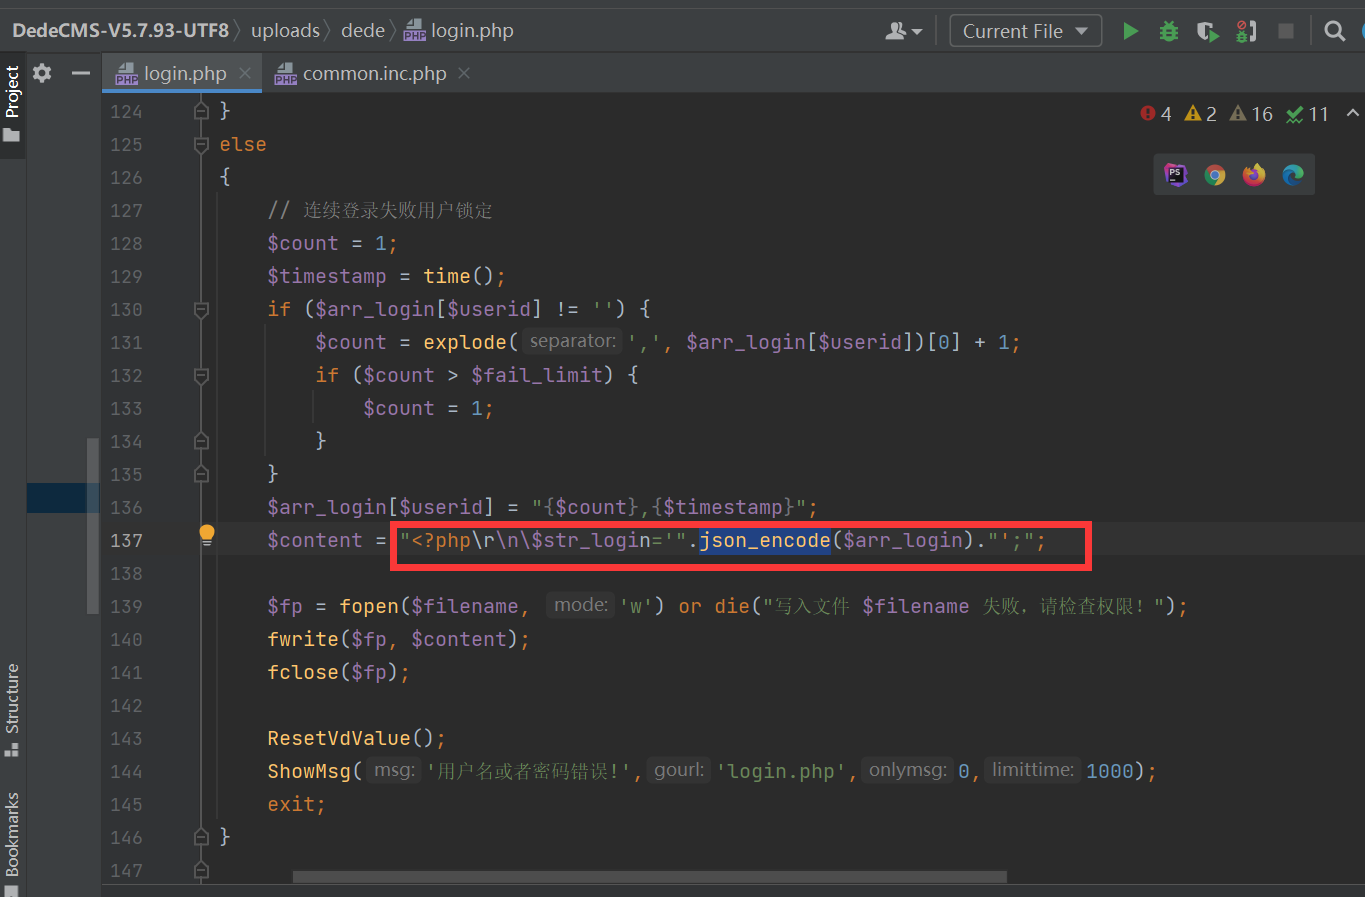 DedeCMS-V5.7.93-UTF8 uploads dede login.php Current File
Project
login.php common.inc.php
4 2 16 11
124 }
125 else
126 {
127 // 连续登录失败用户锁定
128 $count = 1;
129 $timestamp = time();
130 if ($arr_login[$userid] != '') {
131 $count = explode( separator: ',', $arr_login[$userid])[0] + 1;
132 if ($count > $fail_limit) {
133 $count = 1;
134 }
135 }
136 $arr_login[$userid] = "{$count},{$timestamp}";
137 $content = "<?php\r\n\$str_login='".json_encode($arr_login)."';";
138
139 $fp = fopen($filename, mode: 'w') or die("写入文件 $filename 失败，请检查权限！");
140 fwrite($fp, $content);
141 fclose($fp);
142
143 ResetVdValue();
144 ShowMsg( msg: '用户名或者密码错误!', gourl: 'login.php', onlymsg: 0, limittime: 1000);
145 exit;
146 }
147
Structure
Bookmarks
PHP
PHP
PHP
PS